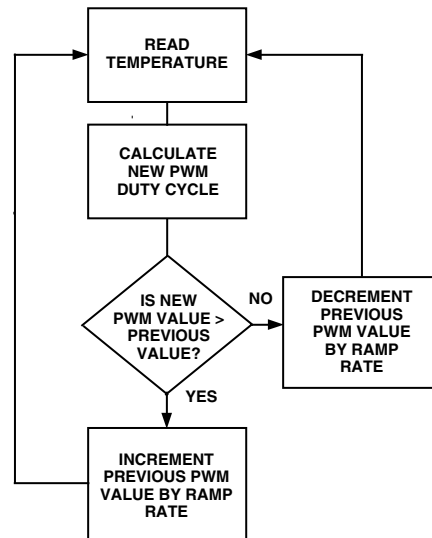 READ
TEMPERATURE
CALCULATE
NEW PWM
DUTY CYCLE
IS NEW
PWM VALUE >
PREVIOUS
VALUE?
NO
DECREMENT
PREVIOUS
PWM VALUE
BY RAMP
RATE
YES
INCREMENT
PREVIOUS PWM
VALUE BY RAMP
RATE